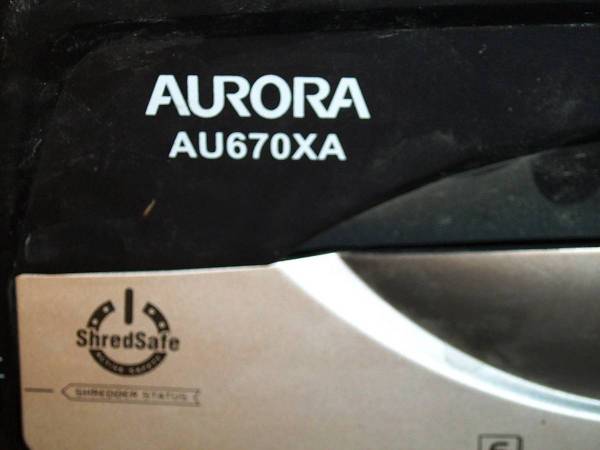 AURORA
AU670XA
ShredSafe
SHREDDER STATUS